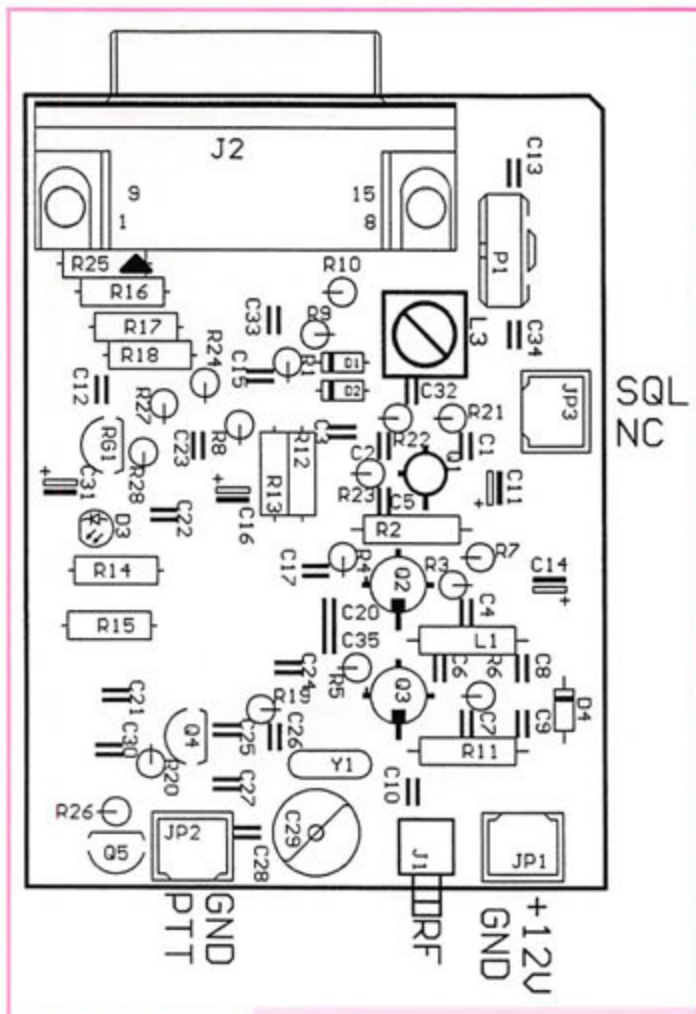 J2
9
15
1
8
C13
P1
R25
R10
R16
R17
C33
R9
L3
C34
R18
R24
C15
R1
D1
D2
C32
JP3
SQL
NC
C12
R27
R21
RG1
R28
C23
R8
R12
R13
C3
R22
C2
C1
Q1
R23
C5
C11
C31
C16
D3
C22
R2
R14
C17
R4
Q2
R3
R7
C14
C20
C4
R15
C35
L1
C24
R5
C6
R6
C8
C21
R19
Q3
D4
C30
Q4
C25
C26
C7
C9
R11
R20
C27
Y1
C10
R26
Q5
JP2
C28
C29
J1
JP1
GND
PTT
RF
+12V
GND